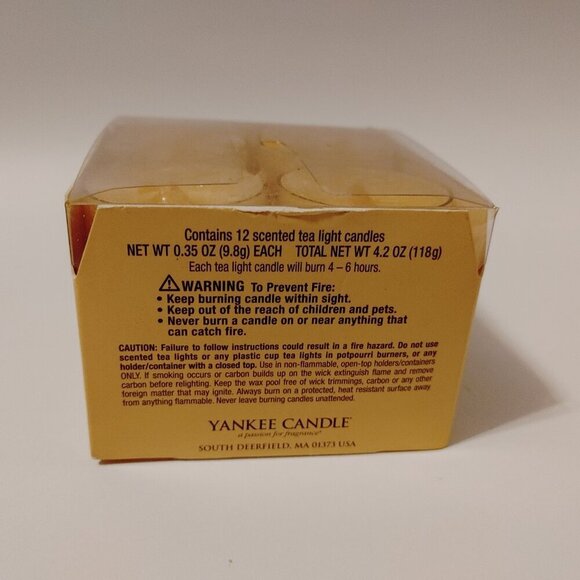 Contains 12 scented tea light candles
NET WT 0.35 OZ (9.8g) EACH TOTAL NET WT 4.2 OZ (118g)
Each tea light candle will burn 4 – 6 hours.
WARNING To Prevent Fire:
• Keep burning candle within sight.
• Keep out of the reach of children and pets.
• Never burn a candle on or near anything that
can catch fire.
CAUTION: Failure to follow instructions could result in a fire hazard. Do not use
scented tea lights or any plastic cup tea lights in potpourri burners, or any
holder/container with a closed top. Use in non-flammable, open-top holders/containers
ONLY. If smoking occurs or carbon builds up on the wick extinguish flame and remove
carbon before relighting. Keep the wax pool free of wick trimmings, carbon or any other
foreign matter that may ignite. Always burn on a protected, heat resistant surface away
from anything flammable. Never leave burning candles unattended.
YANKEE CANDLE®
a passion for fragrance®
SOUTH DEERFIELD, MA 01373 USA